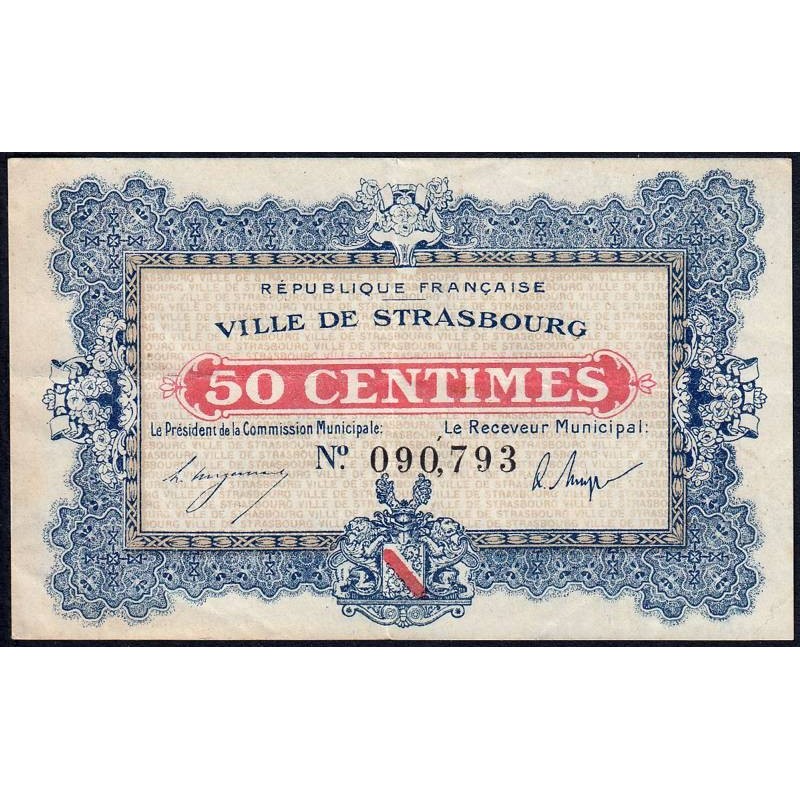 RÉPUBLIQUE FRANÇAISE
VILLE DE STRASBOURG
50 CENTIMES
Le Président de la Commission Municipale: Le Receveur Municipal:
Nº 090,793